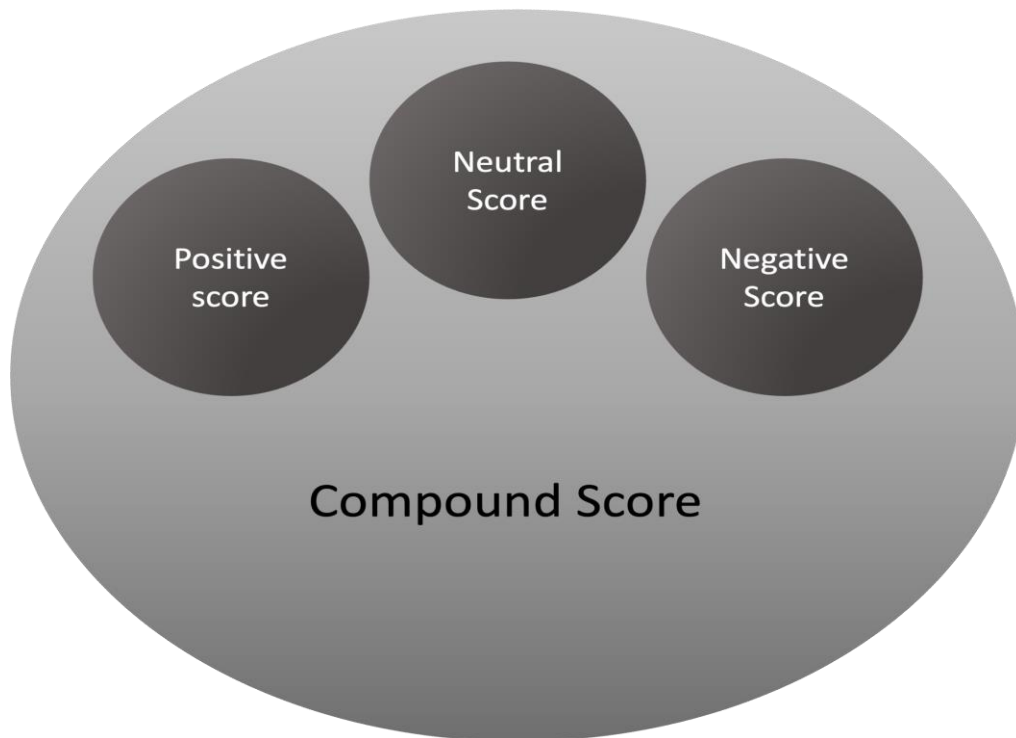 Neutral
Score
Positive
score
Negative
Score
Compound Score